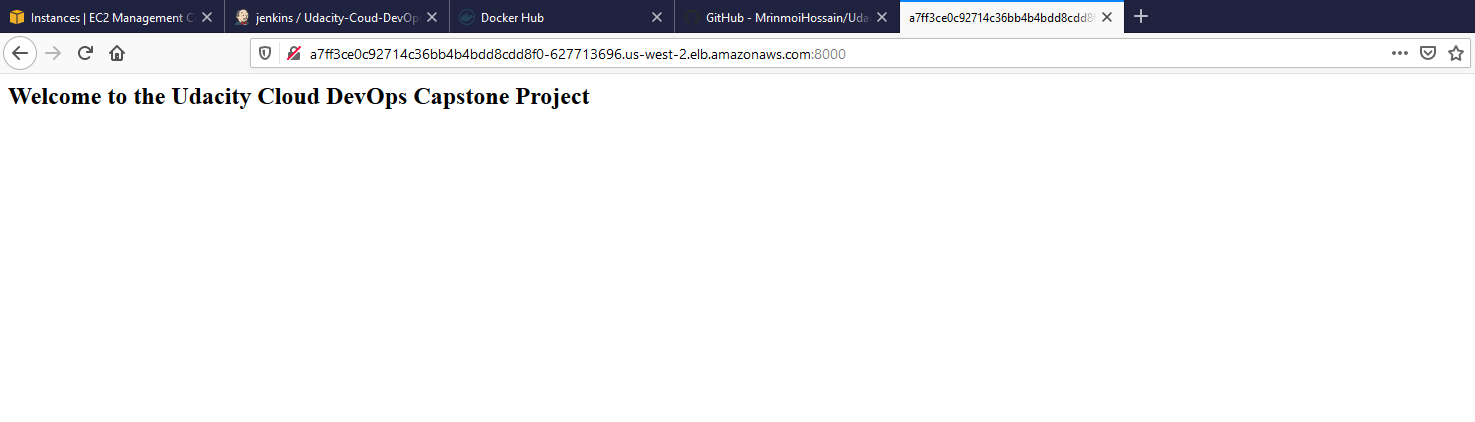 Instances | EC2 Management C
jenkins / Udacity-Coud-DevOp
Docker Hub
GitHub - MrinmoiHossain/Uda
a7ff3ce0c92714c36bb4b4bdd8cdd8f
a7ff3ce0c92714c36bb4b4bdd8cdd8f0-627713696.us-west-2.elb.amazonaws.com:8000
Welcome to the Udacity Cloud DevOps Capstone Project